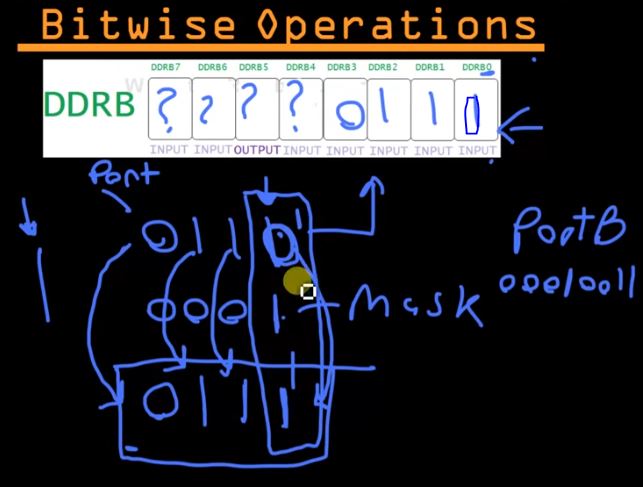 Bitwise Operations
DDRB7 DDRB6 DDRB5 DDRB4 DDRB3 DDRB2 DDRB1 DDRB0
DDRB ? ? ? ? 0 1 1 1
INPUT INPUT OUTPUT INPUT INPUT INPUT INPUT INPUT
Port
0 1 1 0
PortB
00010011
0 0 0 1 Mask
0 1 1 1